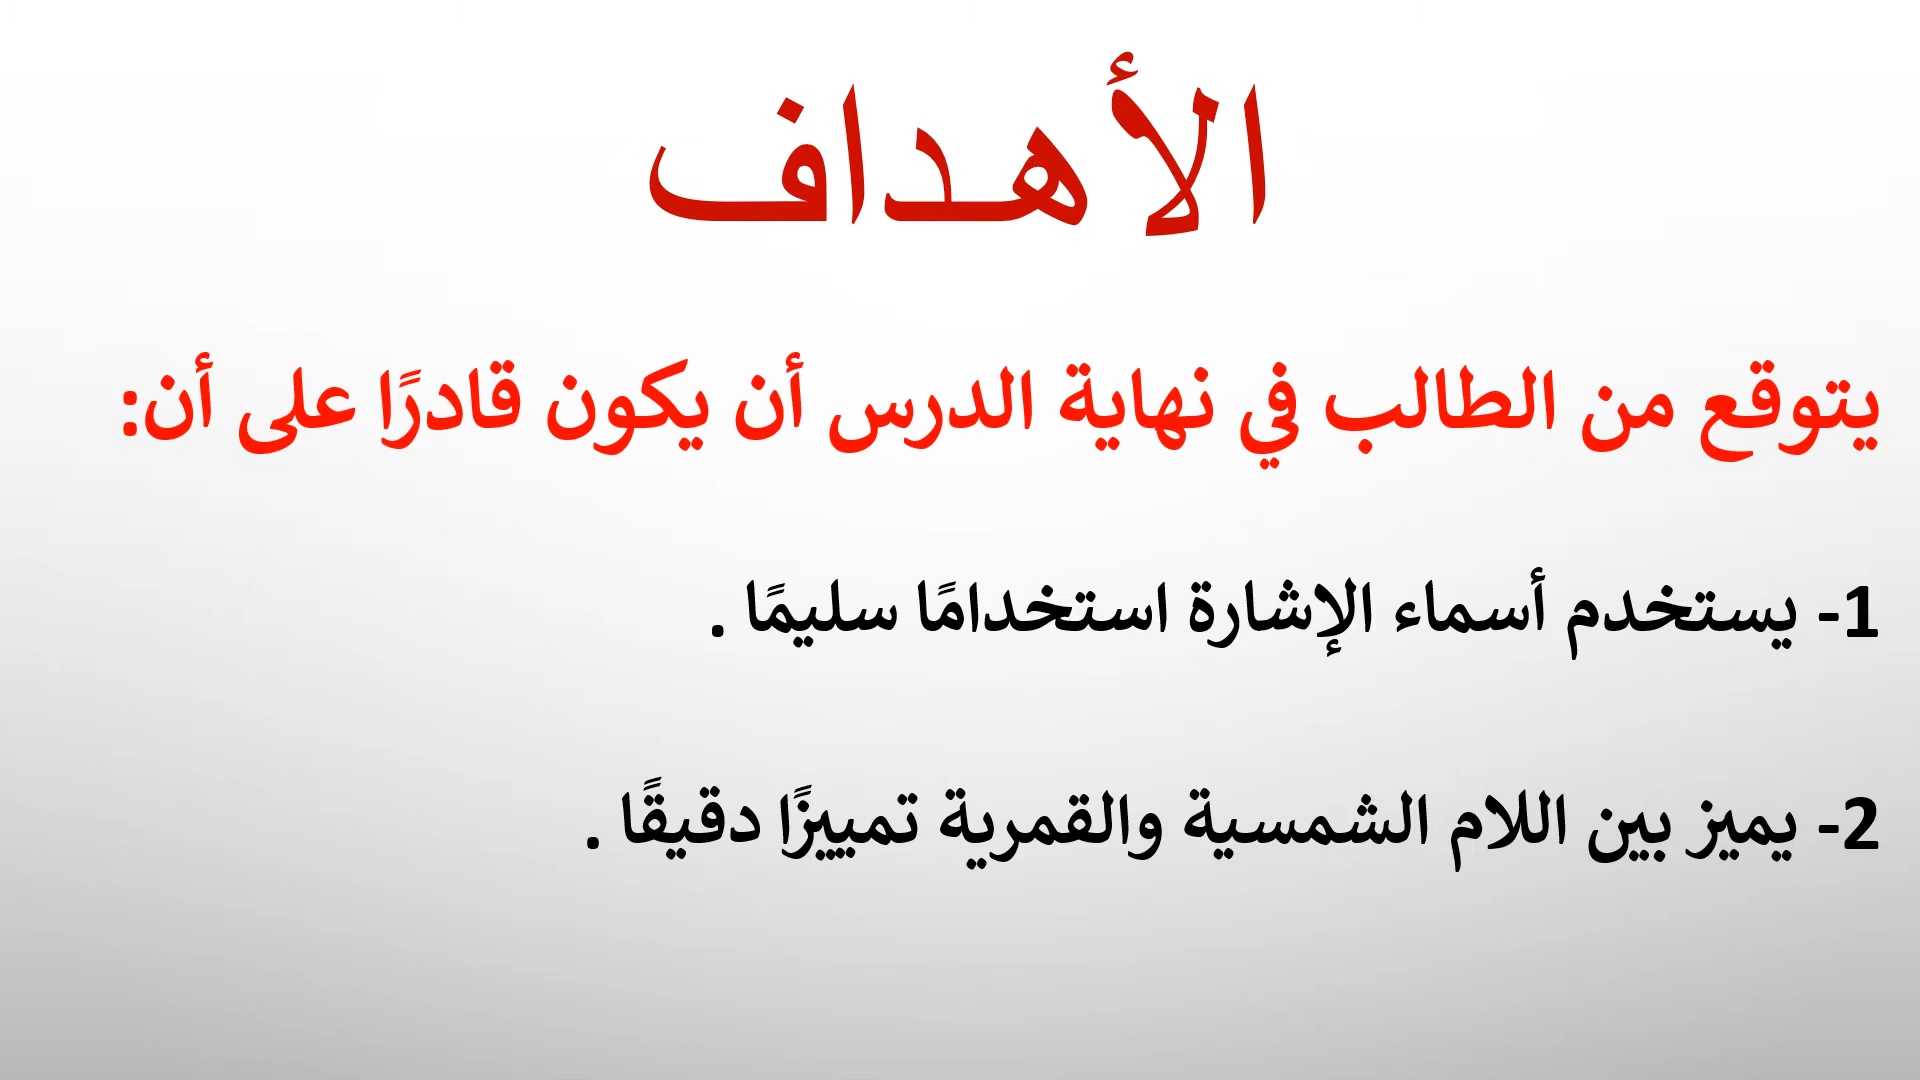 الأهداف
يتوقع من الطالب في نهاية الدرس أن يكون قادرًا على أن:
1- يستخدم أسماء الإشارة استخدامًا سليمًا .
2- يميز بين اللام الشمسية والقمرية تمييزًا دقيقًا .